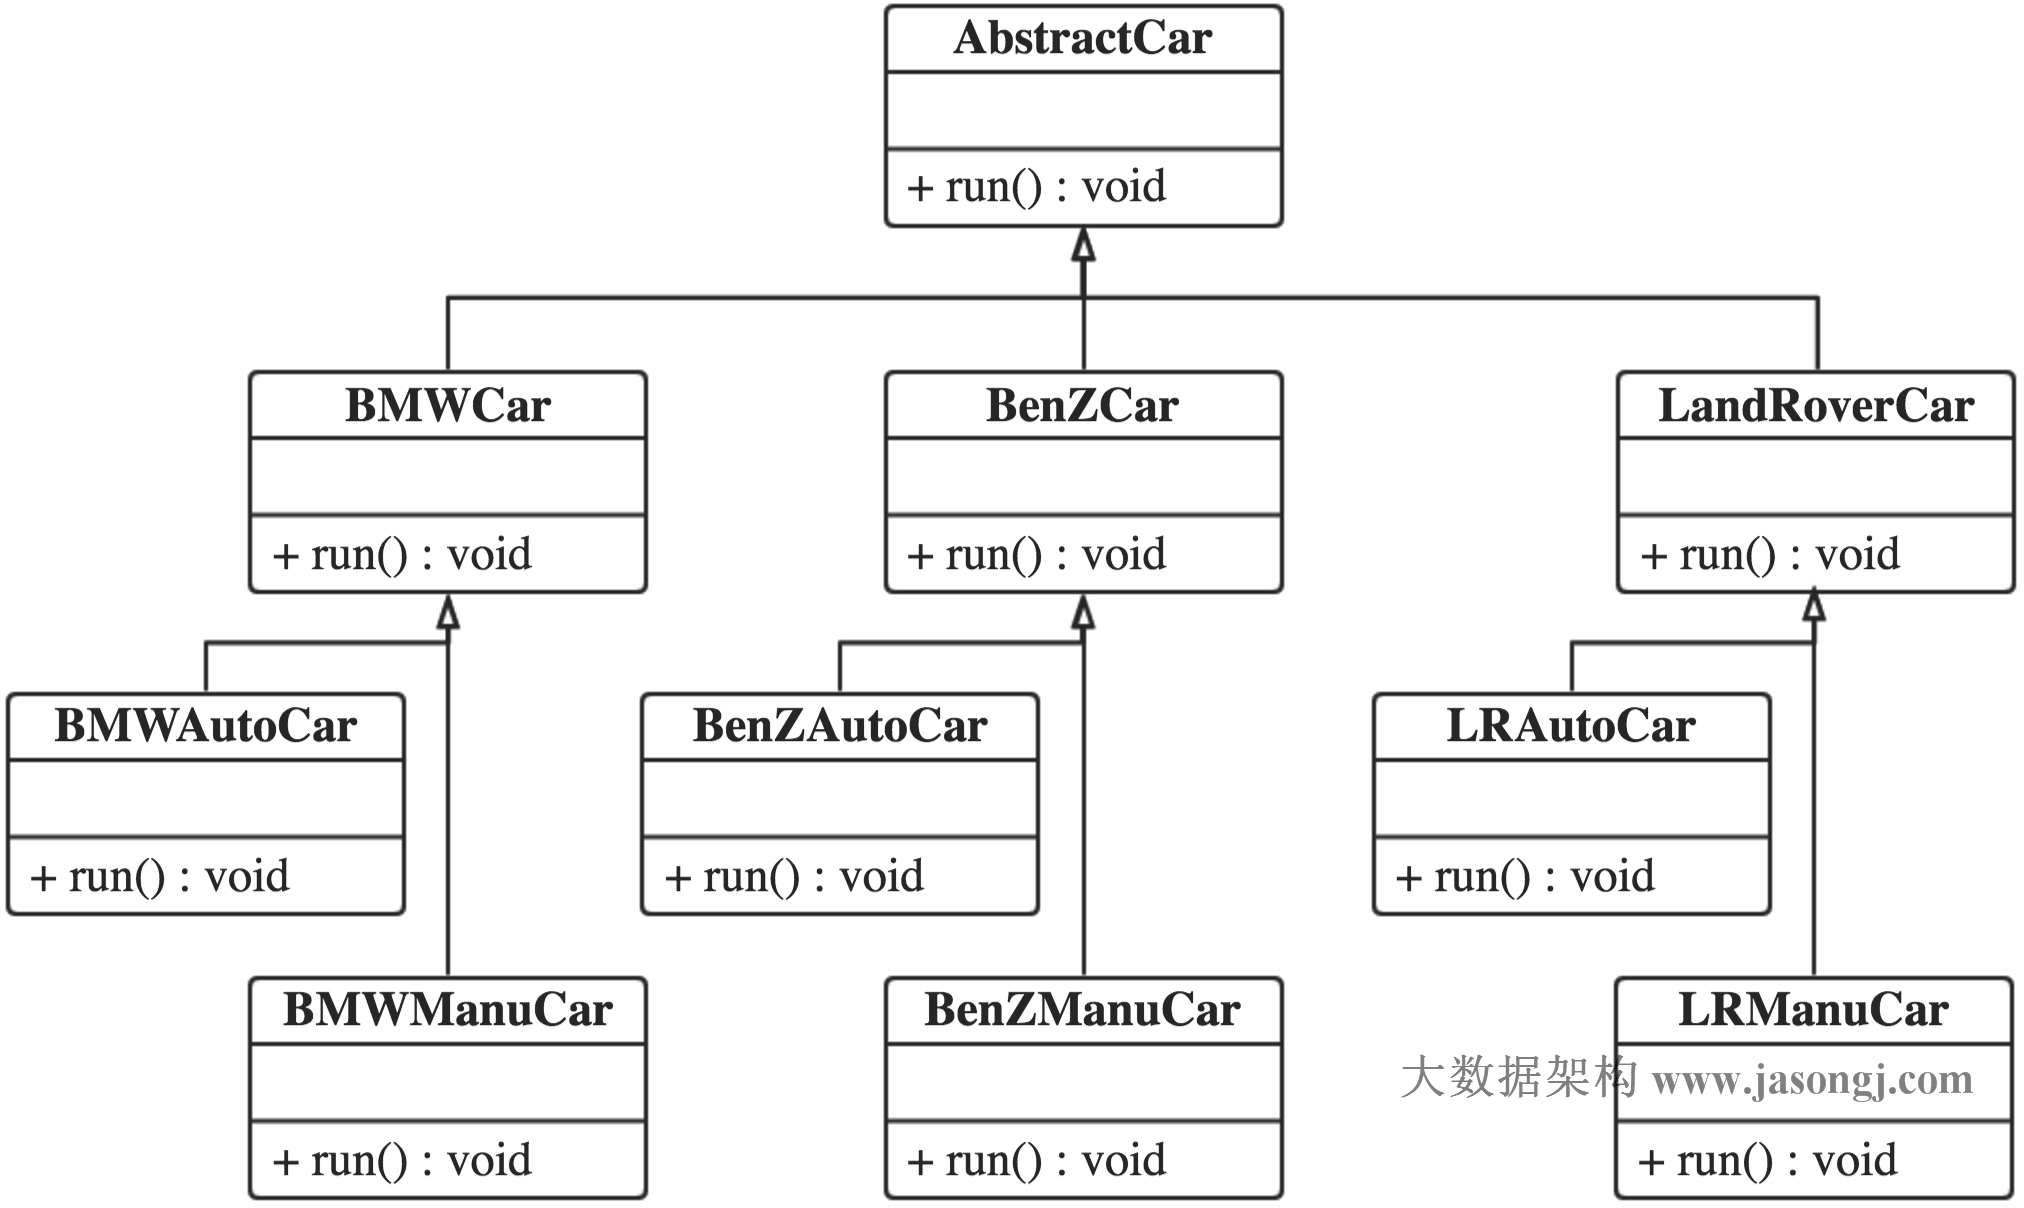 AbstractCar
+ run() : void
BMWCar
+ run() : void
BenZCar
+ run() : void
LandRoverCar
+ run() : void
BMWAutoCar
+ run() : void
BenZAutoCar
+ run() : void
LRAutoCar
+ run() : void
BMWManuCar
+ run() : void
BenZManuCar
+ run() : void
LRManuCar
大数据架构 www.jasongj.com
+ run() : void